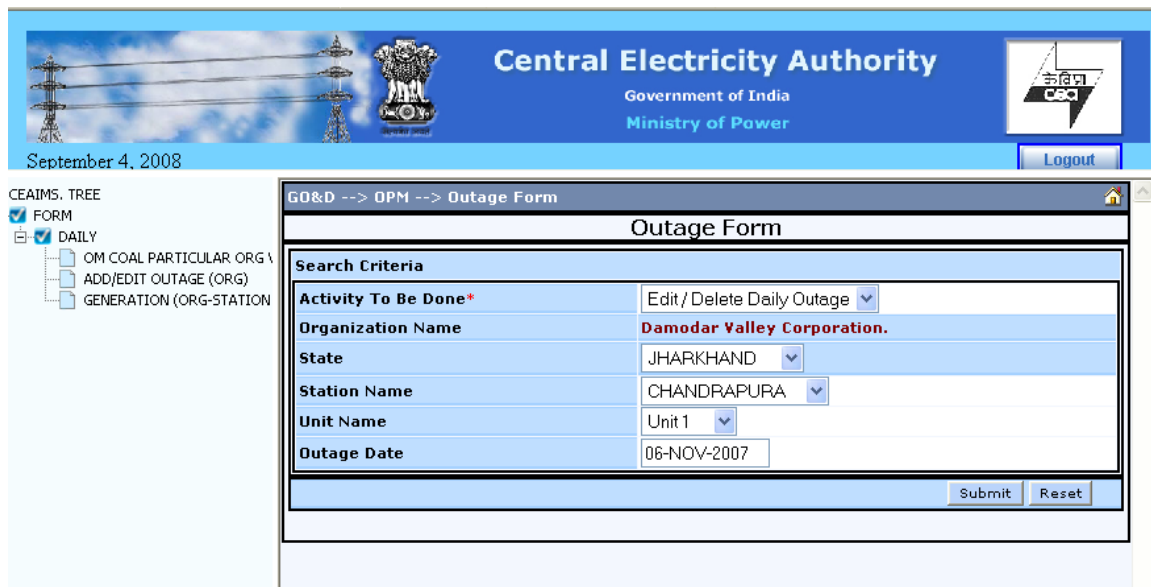 Central Electricity Authority
Government of India
Ministry of Power
केविप्रा
cea
September 4, 2008
Logout
CEAIMS. TREE
FORM
DAILY
OM COAL PARTICULAR ORG
ADD/EDIT OUTAGE (ORG)
GENERATION (ORG-STATION
GO&D --> OPM --> Outage Form
Outage Form
Search Criteria
Activity To Be Done* Edit / Delete Daily Outage
Organization Name Damodar Valley Corporation.
State JHARKHAND
Station Name CHANDRAPURA
Unit Name Unit 1
Outage Date 06-NOV-2007
Submit Reset